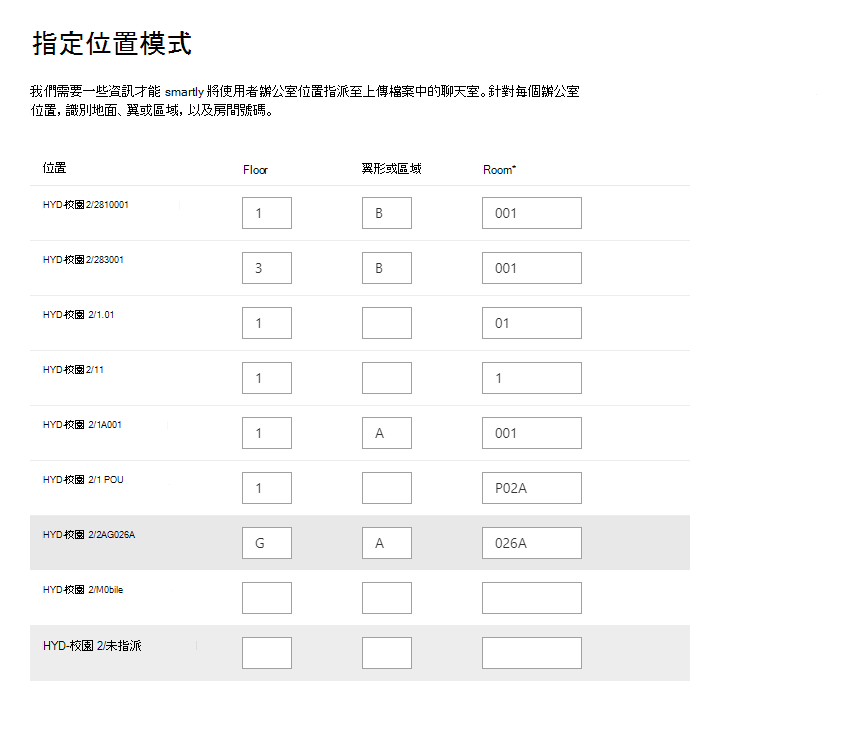 指定位置模式
我們需要一些資訊才能 smartly 將使用者辦公室位置指派至上傳檔案中的聊天室。針對每個辦公室
位置，識別地面、翼或區域，以及房間號碼。
位置 Floor 翼形或區域 Room*
HYD-校園 2/2810001 1 B 001
HYD-校園 2/283001 3 B 001
HYD-校園 2/1.01 1 01
HYD-校園 2/11 1 1
HYD-校園 2/1A001 1 A 001
HYD-校園 2/1 POU 1 P02A
HYD-校園 2/2AG026A G A 026A
HYD-校園 2/M0bile
HYD-校園 2/未指派